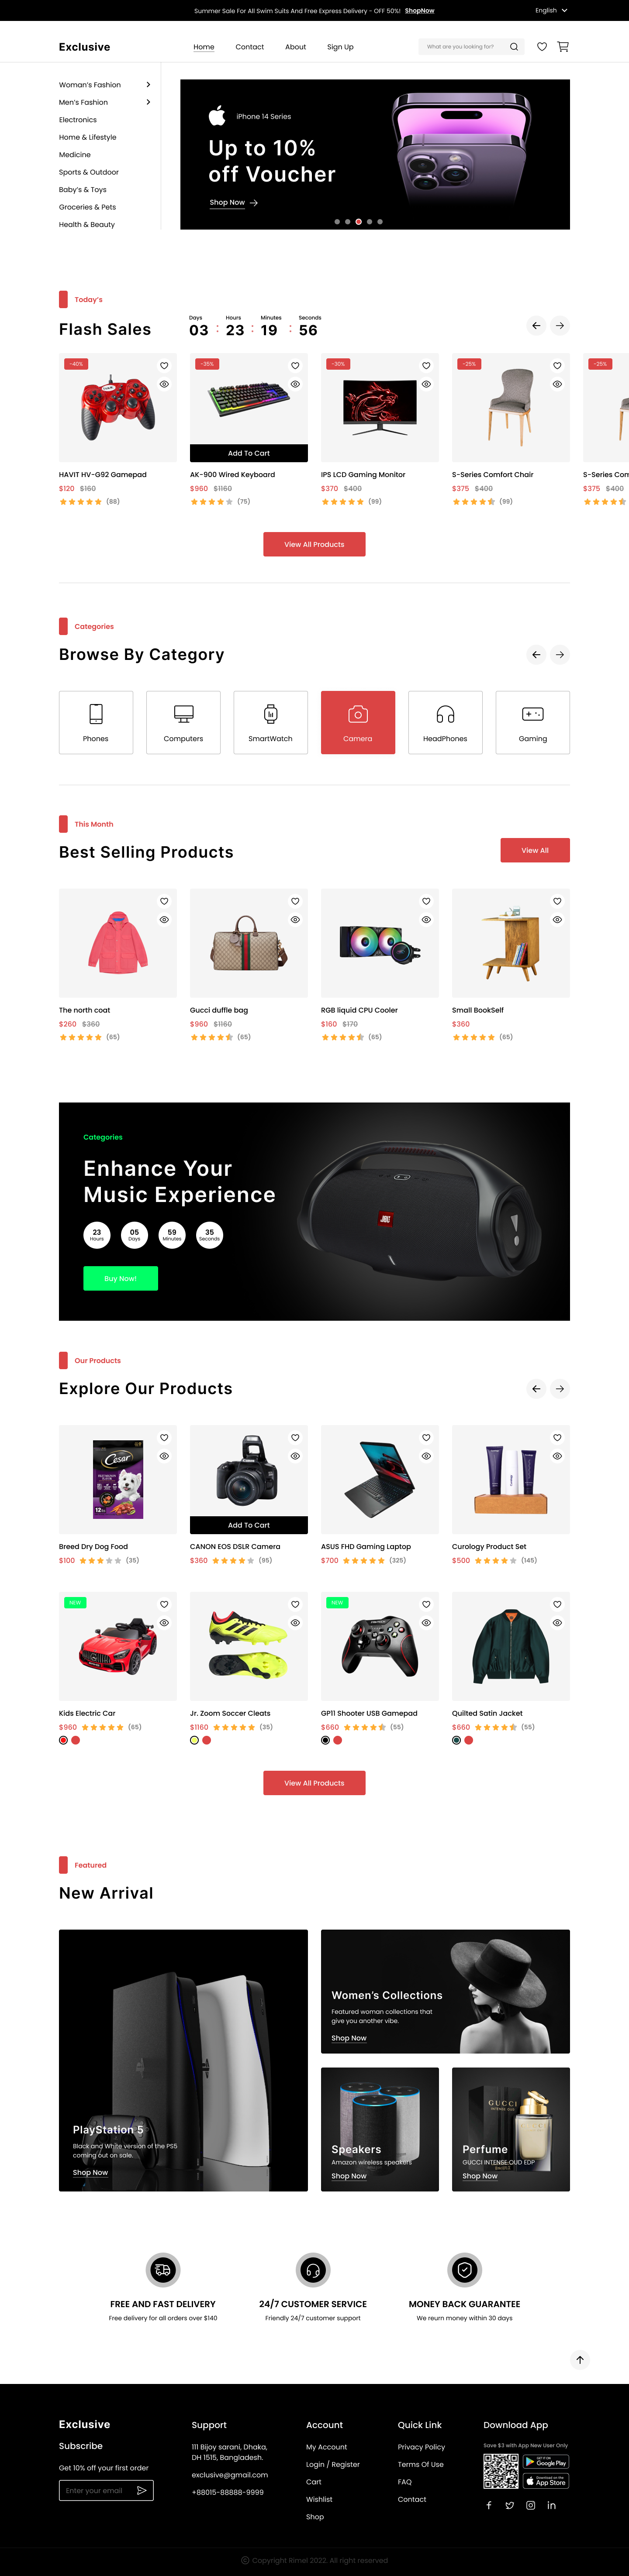 Summer Sale For All Swim Suits And Free Express Delivery - OFF 50%! ShopNow
English
Exclusive
Home Contact About Sign Up
What are you looking for?
Woman's Fashion
Men's Fashion
Electronics
Home & Lifestyle
Medicine
Sports & Outdoor
Baby's & Toys
Groceries & Pets
Health & Beauty
iPhone 14 Series
Up to 10%
off Voucher
Shop Now
Today's
Flash Sales
Days Hours Minutes Seconds
03 : 23 : 19 : 56
-40% -35% -30% -25% -25%
Add To Cart
HAVIT HV-G92 Gamepad
$120 $160
(88)
AK-900 Wired Keyboard
$960 $1160
(75)
IPS LCD Gaming Monitor
$370 $400
(99)
S-Series Comfort Chair
$375 $400
(99)
S-Series Com
$375 $400
View All Products
Categories
Browse By Category
Phones Computers SmartWatch Camera HeadPhones Gaming
This Month
Best Selling Products
View All
The north coat
$260 $360
(65)
Gucci duffle bag
$960 $1160
(65)
RGB liquid CPU Cooler
$160 $170
(65)
Small BookSelf
$360
(65)
Categories
Enhance Your
Music Experience
23 05 59 35
Hours Days Minutes Seconds
Buy Now!
JBL
Our Products
Explore Our Products
Cesar
Add To Cart
Breed Dry Dog Food
$100 (35)
CANON EOS DSLR Camera
$360 (95)
ASUS FHD Gaming Laptop
$700 (325)
Curology Product Set
$500 (145)
NEW NEW
Kids Electric Car
$960 (65)
Jr. Zoom Soccer Cleats
$1160 (35)
GP11 Shooter USB Gamepad
$660 (55)
Quilted Satin Jacket
$660 (55)
View All Products
Featured
New Arrival
PlayStation 5
Black and White version of the PS5
coming out on sale.
Shop Now
Women's Collections
Featured woman collections that
give you another vibe.
Shop Now
Speakers
Amazon wireless speakers
Shop Now
GUCCI
Perfume
GUCCI INTENSE OUD EDP
Shop Now
FREE AND FAST DELIVERY
Free delivery for all orders over $140
24/7 CUSTOMER SERVICE
Friendly 24/7 customer support
MONEY BACK GUARANTEE
We reurn money within 30 days
Exclusive
Subscribe
Get 10% off your first order
Enter your email
Support
111 Bijoy sarani, Dhaka,
DH 1515, Bangladesh.
exclusive@gmail.com
+88015-88888-9999
Account
My Account
Login / Register
Cart
Wishlist
Shop
Quick Link
Privacy Policy
Terms Of Use
FAQ
Contact
Download App
Save $3 with App New User Only
GET IT ON
Google Play
Download on the
App Store
© Copyright Rimel 2022. All right reserved